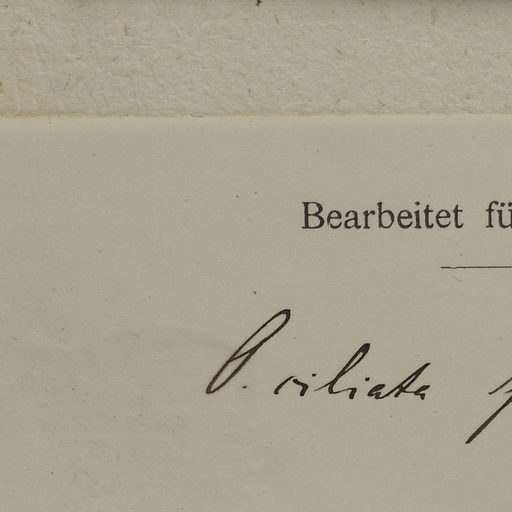 Bearbeitet fü
P. ciliata